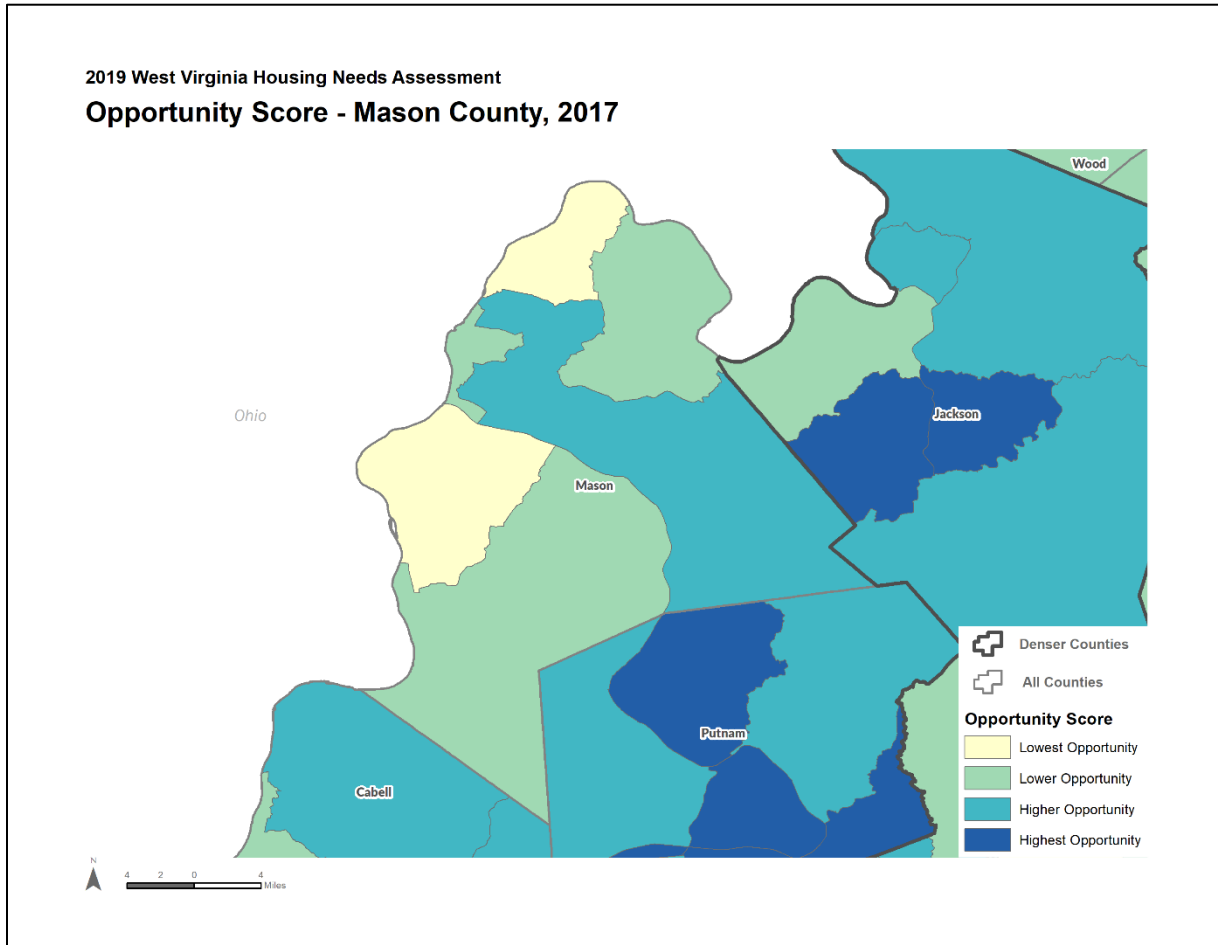 2019 West Virginia Housing Needs Assessment
Opportunity Score - Mason County, 2017
Wood
Ohio
Jackson
Mason
Putnam
Cabell
Denser Counties
All Counties
Opportunity Score
Lowest Opportunity
Lower Opportunity
Higher Opportunity
Highest Opportunity
N
4 2 0 4
Miles